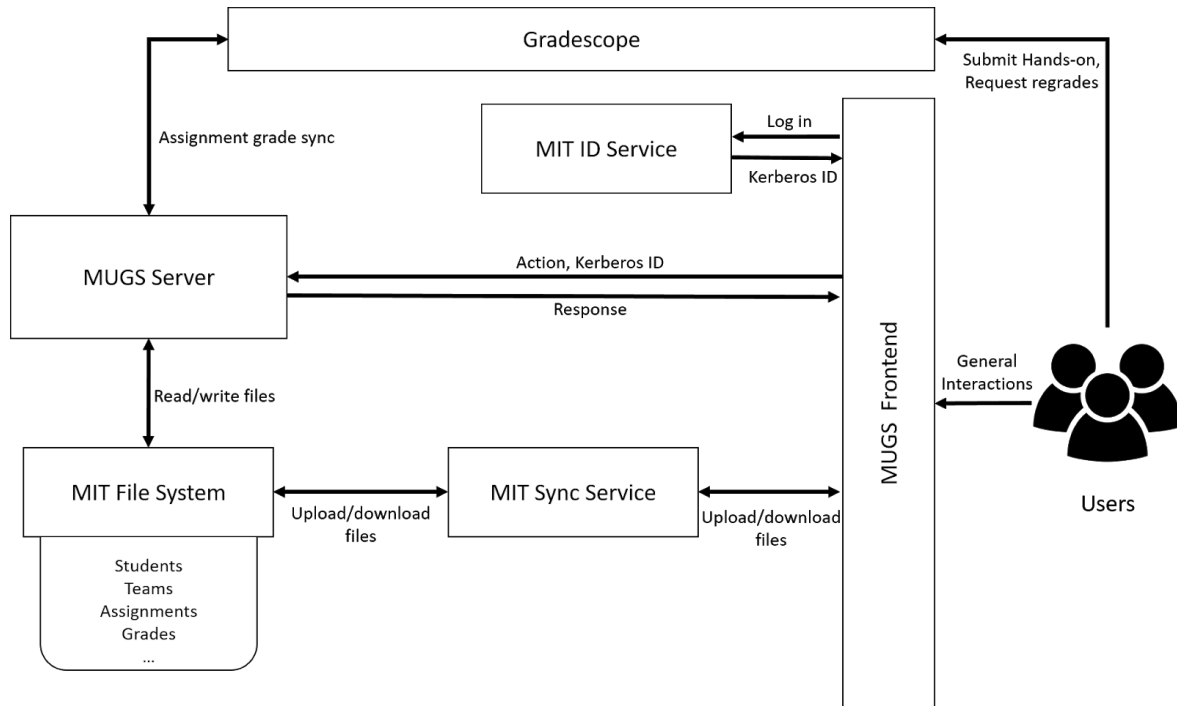 Gradescope
Submit Hands-on,
Request regrades
Assignment grade sync
MIT ID Service
Log in
Kerberos ID
MUGS Server
Action, Kerberos ID
Response
MUGS Frontend
General
Interactions
Users
Read/write files
MIT File System
Upload/download
files
MIT Sync Service
Upload/download
files
Students
Teams
Assignments
Grades
...